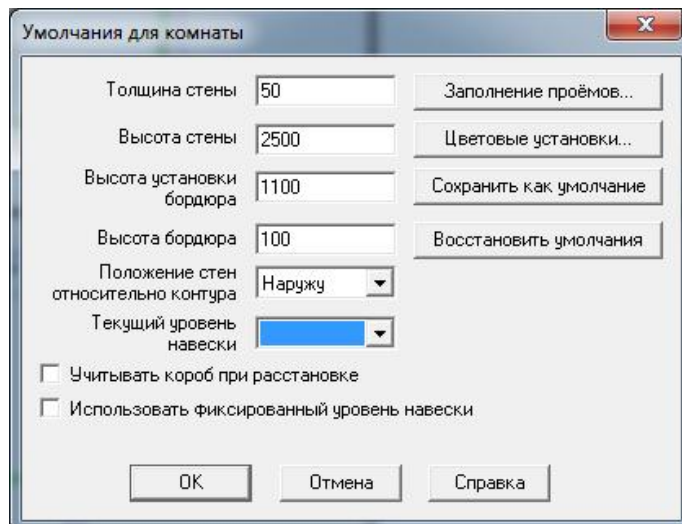 Умолчания для комнаты
Толщина стены 50 Заполнение проёмов...
Высота стены 2500 Цветовые установки...
Высота установки
бордюра 1100 Сохранить как умолчание
Высота бордюра 100 Восстановить умолчания
Положение стен
относительно контура Наружу
Текущий уровень
навески
Учитывать короб при расстановке
Использовать фиксированный уровень навески
OK Отмена Справка